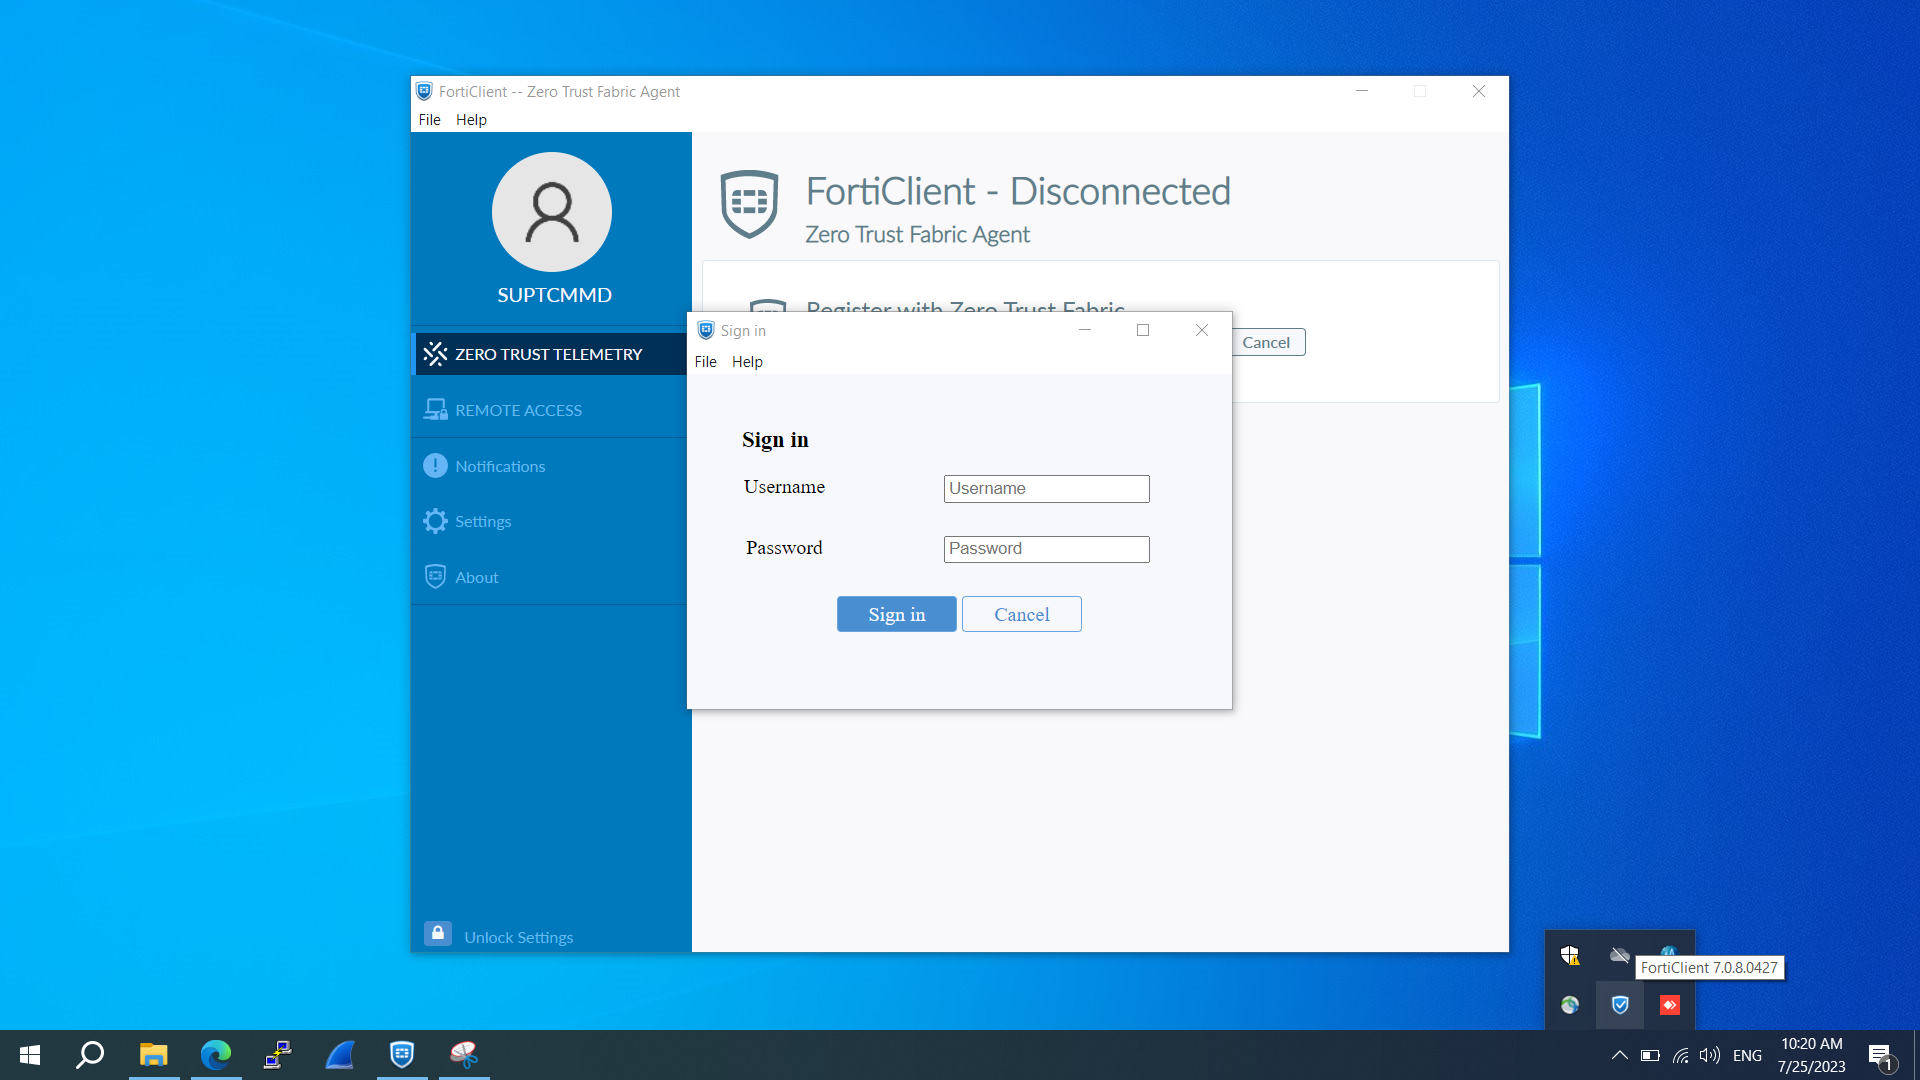 FortiClient -- Zero Trust Fabric Agent
File Help
SUPTCMMD
ZERO TRUST TELEMETRY
REMOTE ACCESS
Notifications
Settings
About
Unlock Settings
FortiClient - Disconnected
Zero Trust Fabric Agent
Register with Zero Trust Fabric
Cancel
Sign in
File Help
Sign in
Username Username
Password Password
Sign in Cancel
FortiClient 7.0.8.0427
ENG
10:20 AM
7/25/2023
1